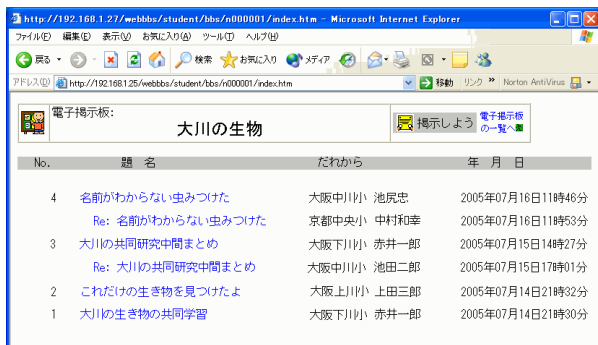 http://192.168.1.27/webbbs/student/bbs/n000001/index.htm - Microsoft Internet Explorer
ファイル(F) 編集(E) 表示(V) お気に入り(A) ツール(T) ヘルプ(H)
戻る 検索 お気に入り メディア
アドレス(D) http://192.168.1.25/webbbs/student/bbs/n000001/index.htm 移動 リンク » Norton AntiVirus
電子掲示板:
大川の生物
掲示しよう
電子掲示板
の一覧へ
No. 題 名 だれから 年 月 日
4 名前がわからない虫みつけた 大阪中川小 池尻忠 2005年07月16日11時46分
Re: 名前がわからない虫みつけた 京都中央小 中村和幸 2005年07月16日11時53分
3 大川の共同研究中間まとめ 大阪下川小 赤井一郎 2005年07月15日14時27分
Re: 大川の共同研究中間まとめ 大阪中川小 池田二郎 2005年07月15日17時01分
2 これだけの生き物を見つけたよ 大阪上川小 上田三郎 2005年07月14日21時32分
1 大川の生き物の共同学習 大阪下川小 赤井一郎 2005年07月14日21時30分